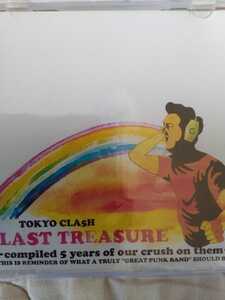 TOKYO CLA5H
LAST TREASURE
-compiled 5 years of our crush on them-
THIS IS REMINDER OF WHAT A TRULY "GREAT PUNK BAND" SHOULD B